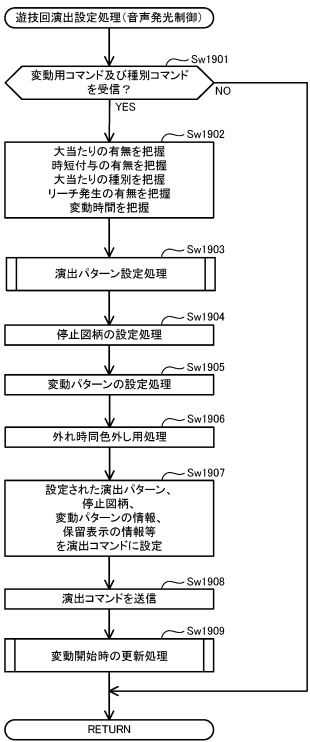 遊技回演出設定処理(音声発光制御)
Sw1901
変動用コマンド及び種別コマンド
を受信？
NO
YES
Sw1902
大当たりの有無を把握
時短付与の有無を把握
大当たりの種別を把握
リーチ発生の有無を把握
変動時間を把握
Sw1903
演出パターン設定処理
Sw1904
停止図柄の設定処理
Sw1905
変動パターンの設定処理
Sw1906
外れ時同色外し用処理
Sw1907
設定された演出パターン、
停止図柄、
変動パターンの情報、
保留表示の情報等
を演出コマンドに設定
Sw1908
演出コマンドを送信
Sw1909
変動開始時の更新処理
RETURN